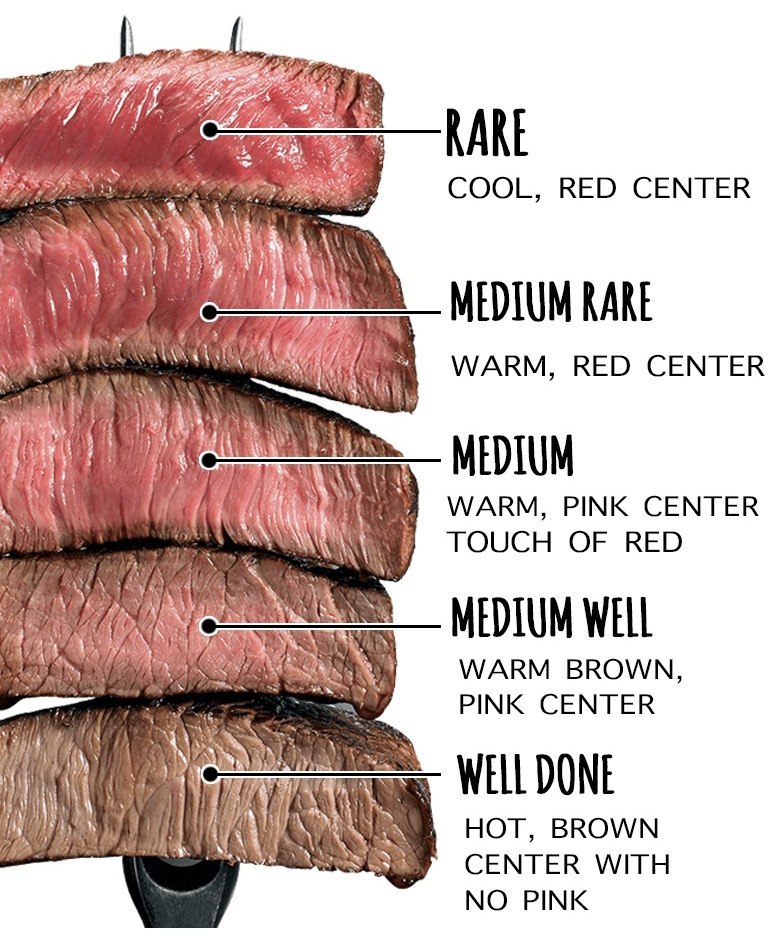 RARE
COOL, RED CENTER
MEDIUM RARE
WARM, RED CENTER
MEDIUM
WARM, PINK CENTER
TOUCH OF RED
MEDIUM WELL
WARM BROWN,
PINK CENTER
WELL DONE
HOT, BROWN
CENTER WITH
NO PINK